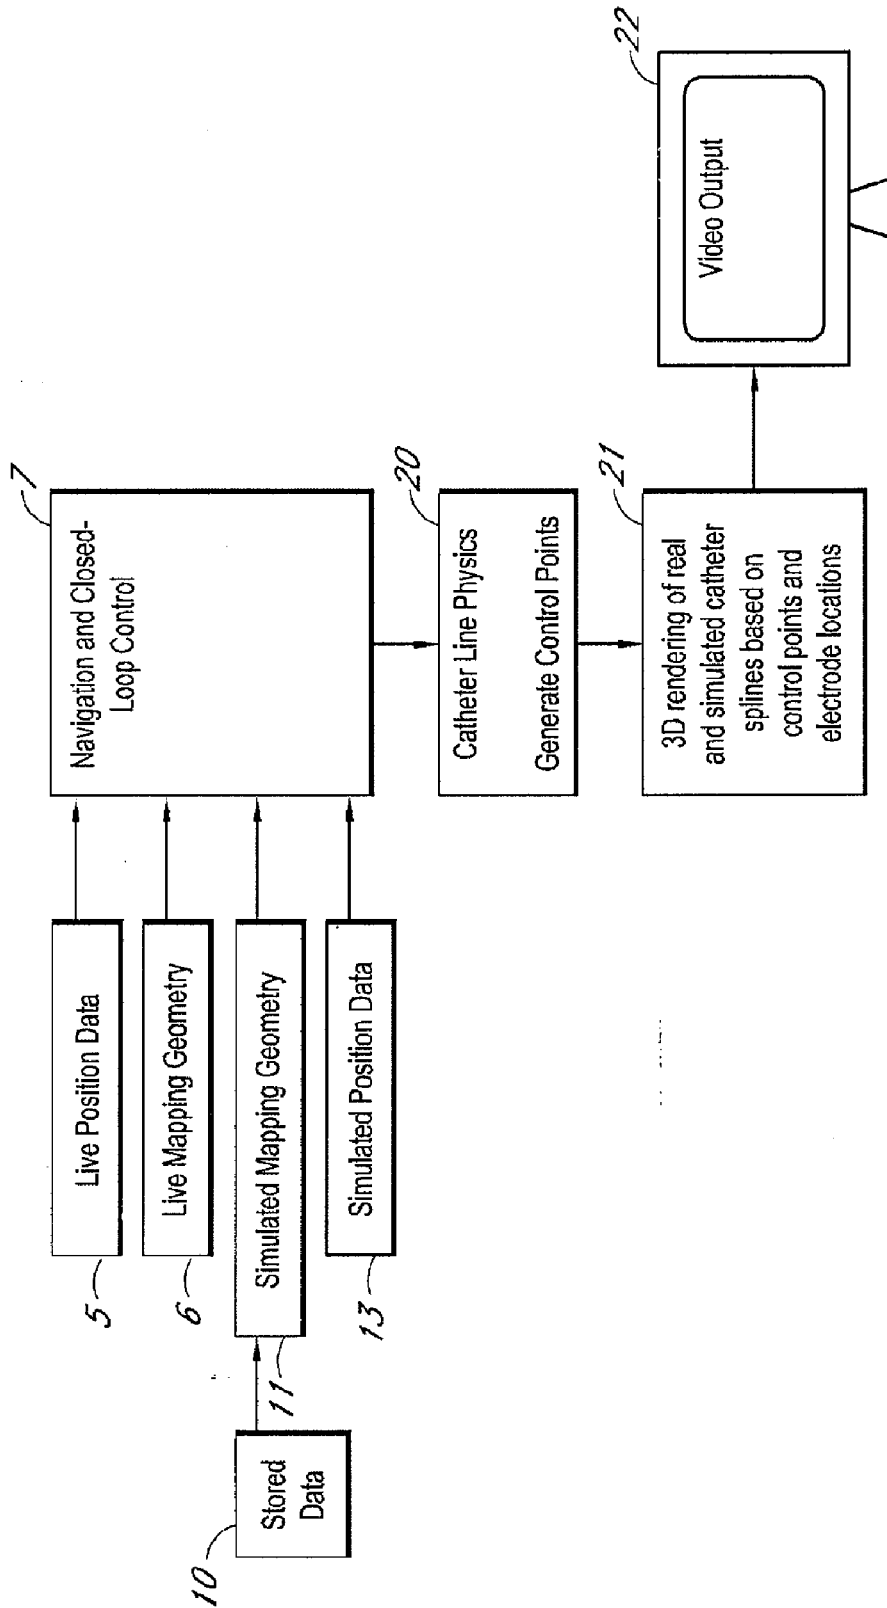 10
Stored
Data
5
Live Position Data
6
Live Mapping Geometry
11
Simulated Mapping Geometry
13
Simulated Position Data
7
Navigation and Closed-
Loop Control
20
Catheter Line Physics
Generate Control Points
21
3D rendering of real
and simulated catheter
splines based on
control points and
electrode locations
22
Video Output